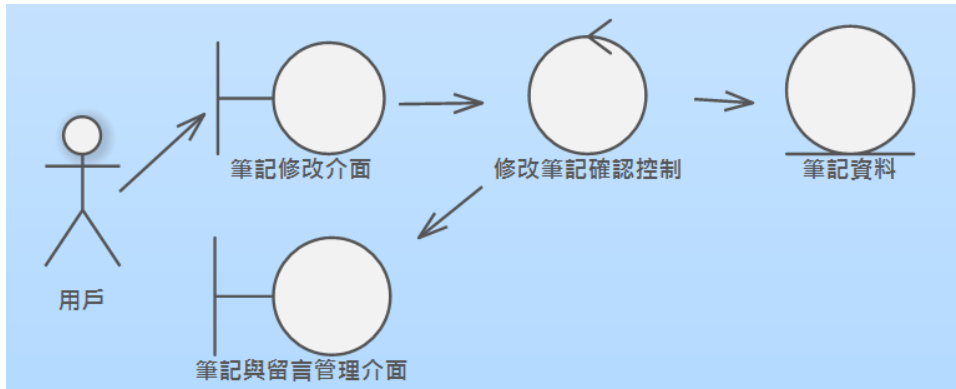 筆記修改介面
修改筆記確認控制
筆記資料
用戶
筆記與留言管理介面